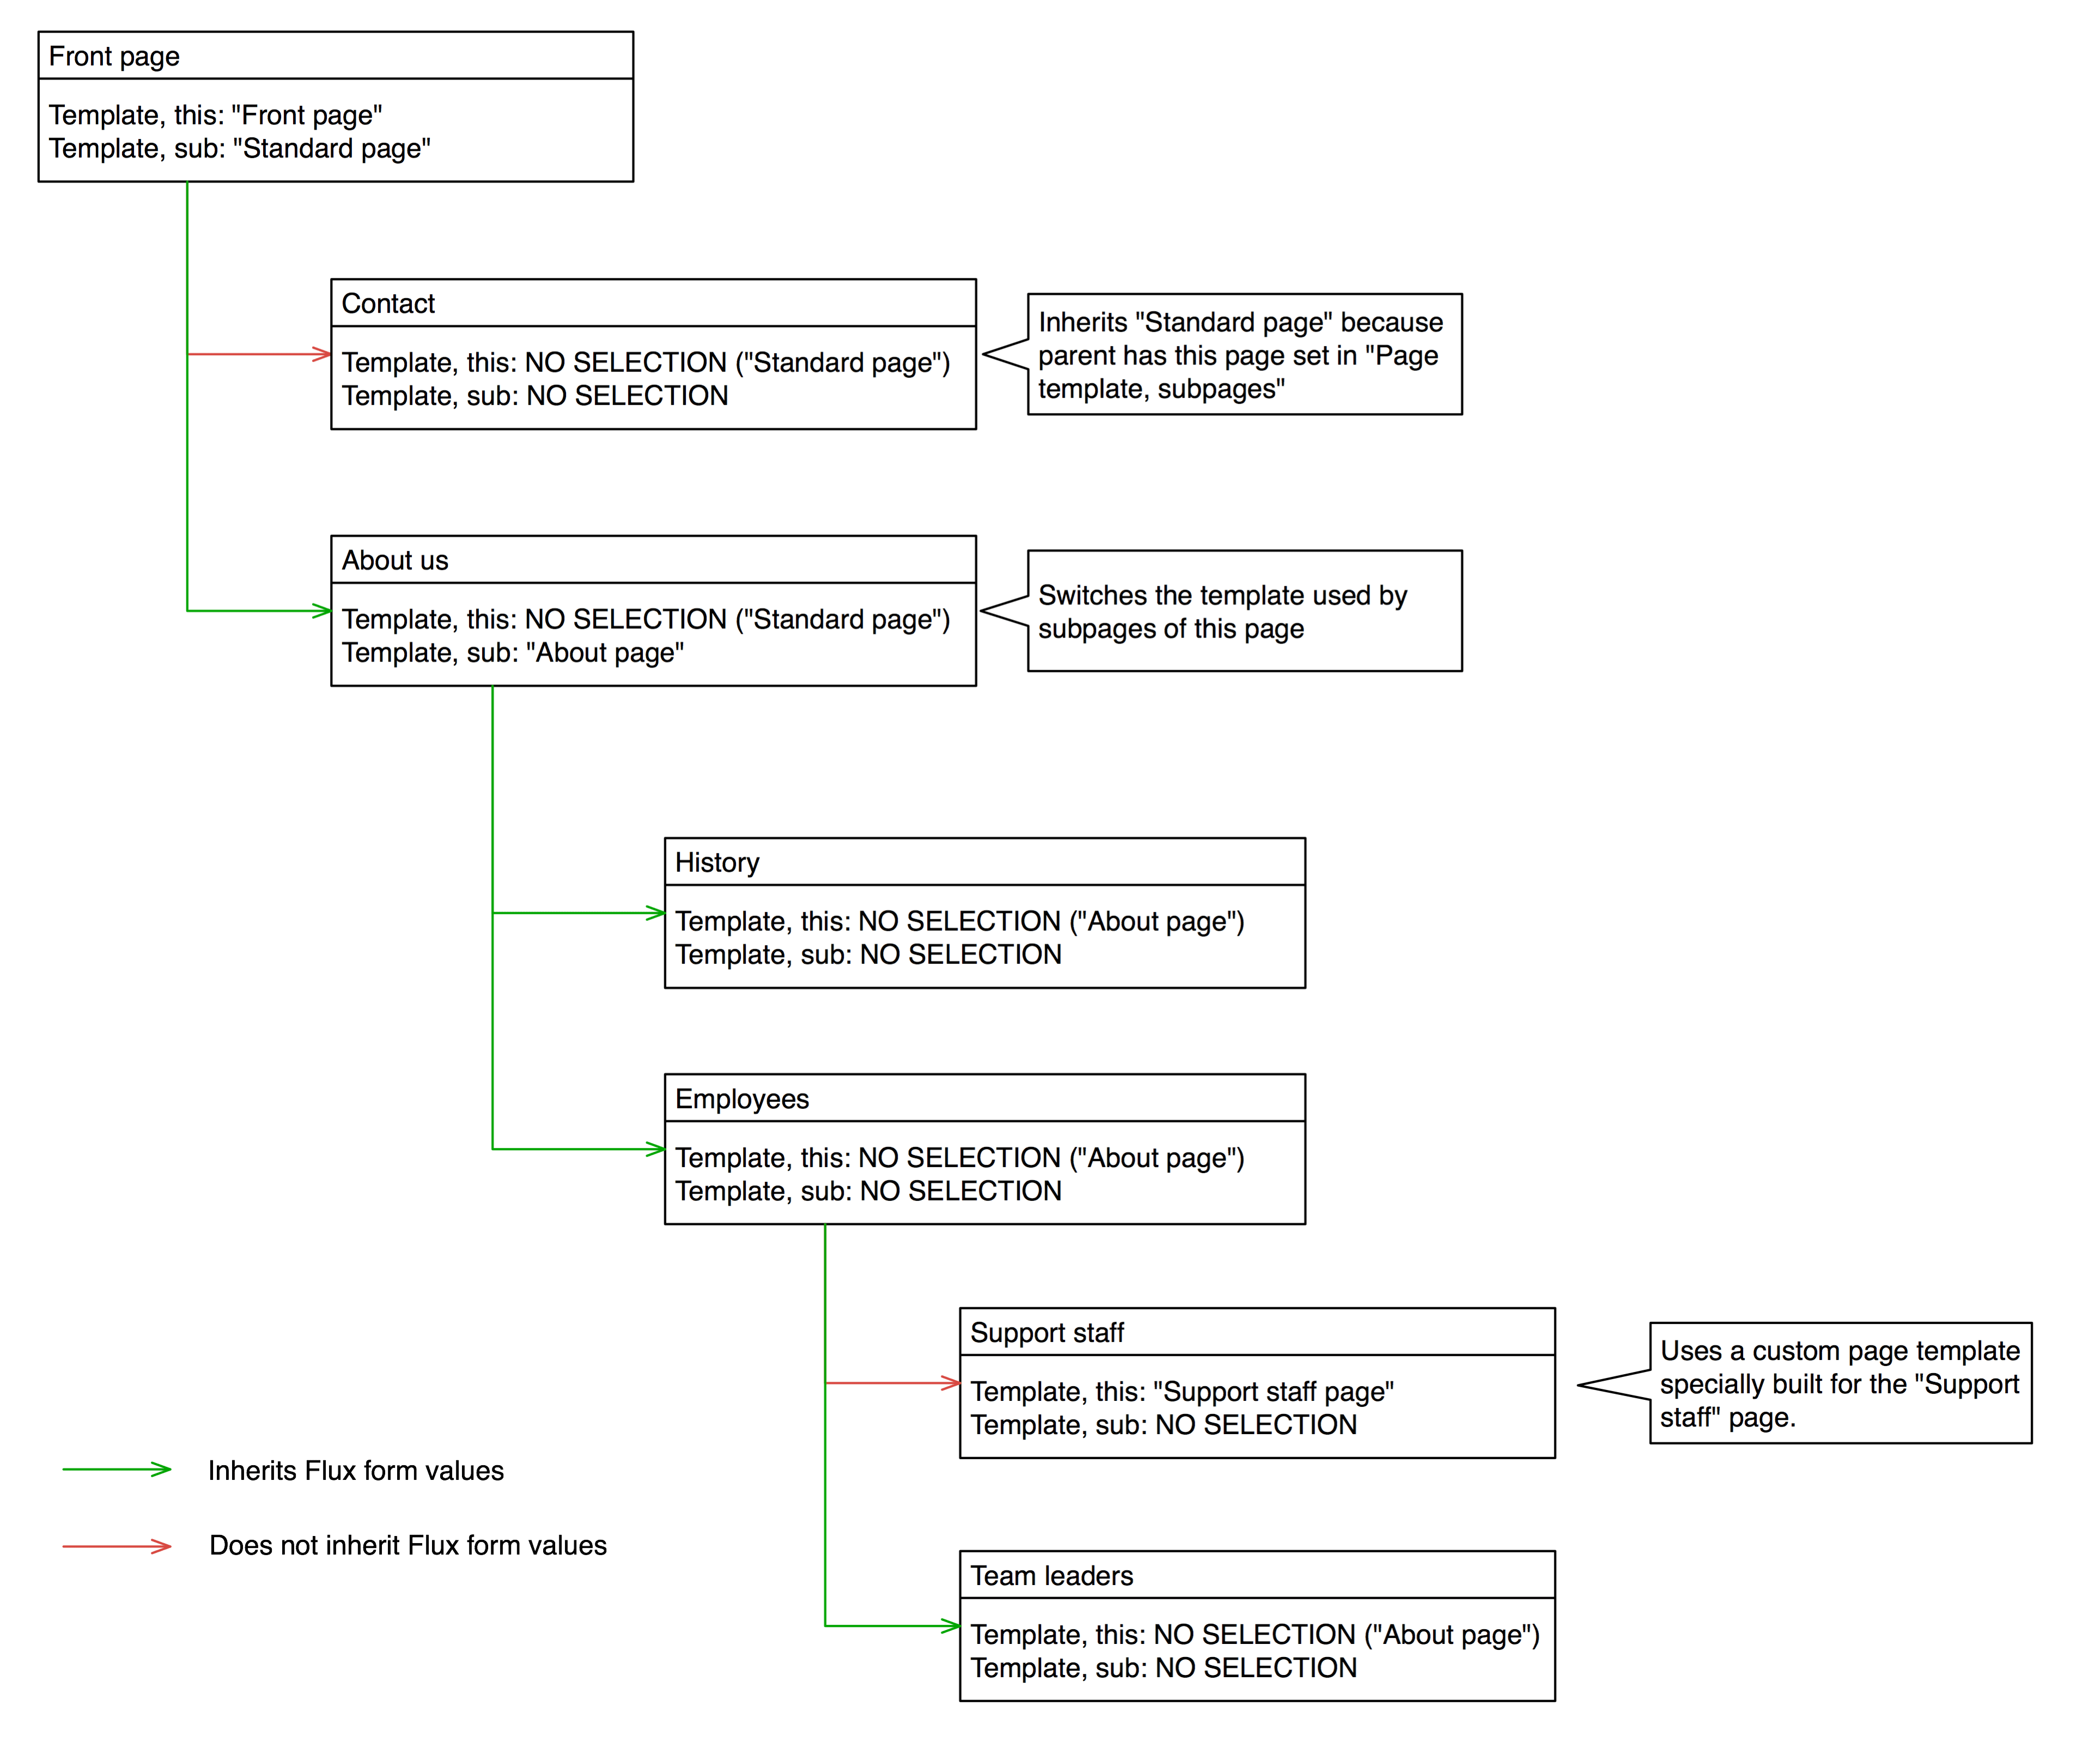 Front page
Template, this: "Front page"
Template, sub: "Standard page"
Contact
Template, this: NO SELECTION ("Standard page")
Template, sub: NO SELECTION
Inherits "Standard page" because
parent has this page set in "Page
template, subpages"
About us
Template, this: NO SELECTION ("Standard page")
Template, sub: "About page"
Switches the template used by
subpages of this page
History
Template, this: NO SELECTION ("About page")
Template, sub: NO SELECTION
Employees
Template, this: NO SELECTION ("About page")
Template, sub: NO SELECTION
Support staff
Template, this: "Support staff page"
Template, sub: NO SELECTION
Uses a custom page template
specially built for the "Support
staff" page.
Inherits Flux form values
Does not inherit Flux form values
Team leaders
Template, this: NO SELECTION ("About page")
Template, sub: NO SELECTION